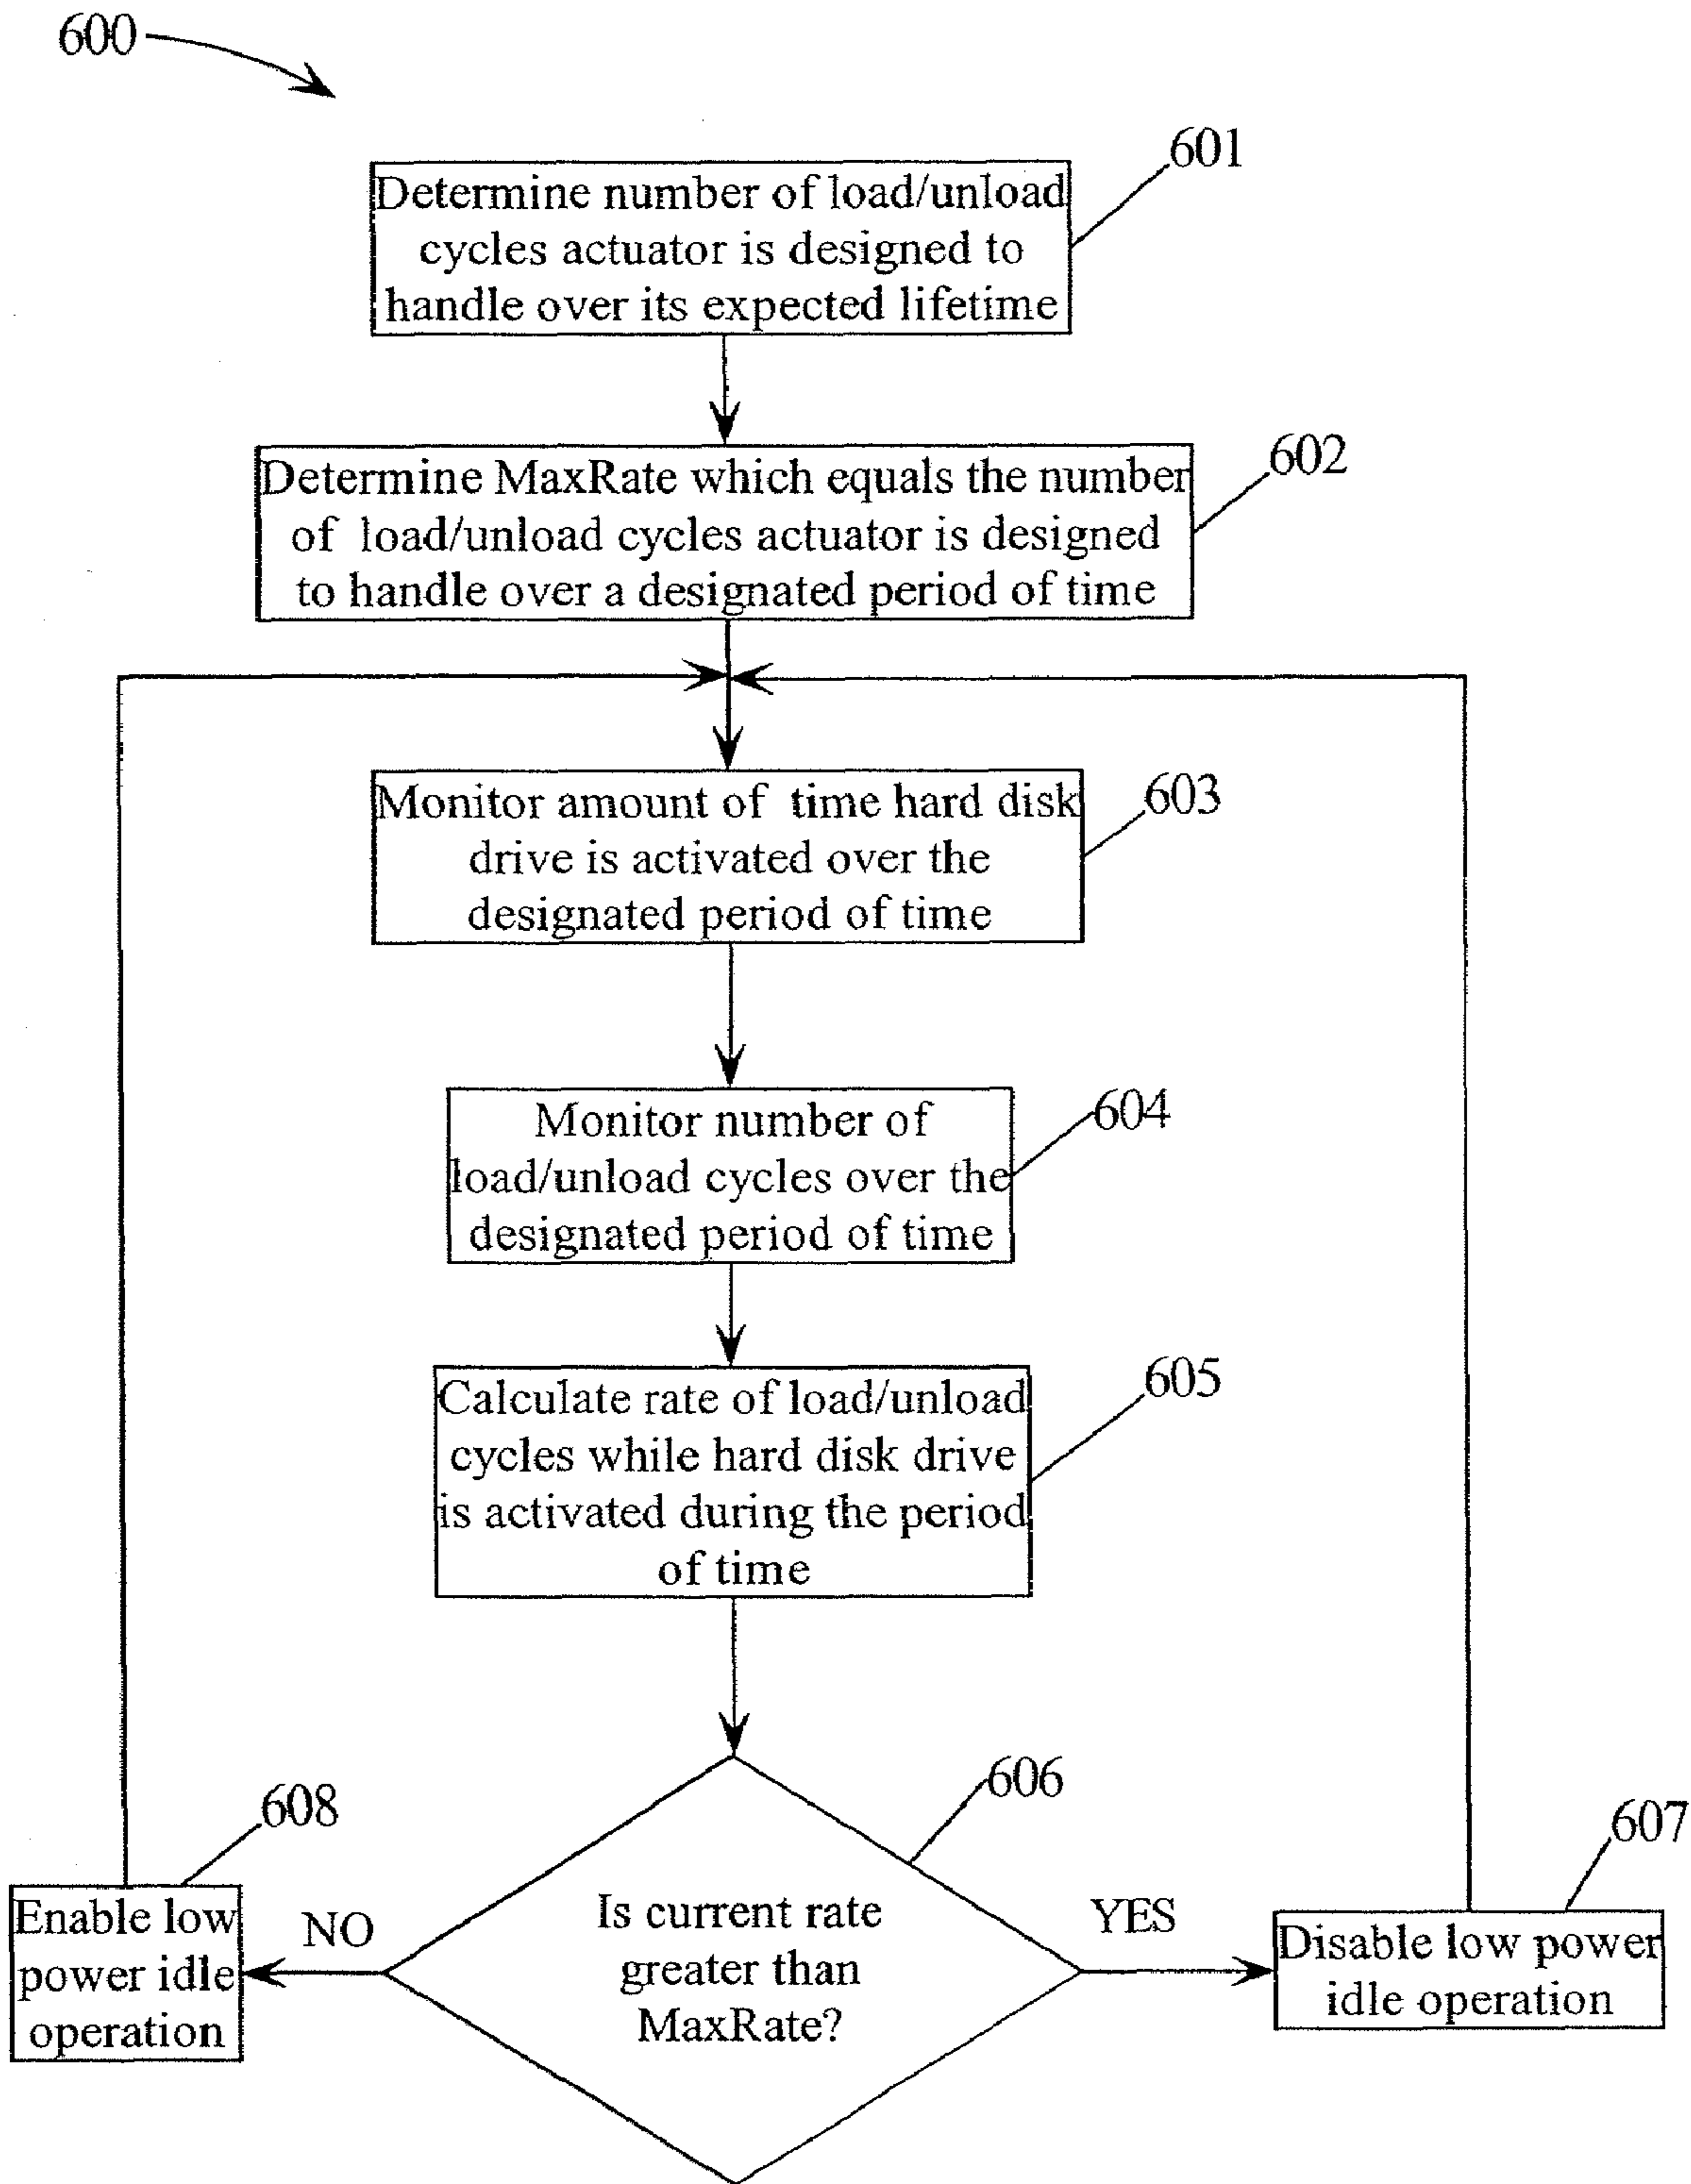 600
601
Determine number of load/unload
cycles actuator is designed to
handle over its expected lifetime
602
Determine MaxRate which equals the number
of load/unload cycles actuator is designed
to handle over a designated period of time
603
Monitor amount of time hard disk
drive is activated over the
designated period of time
604
Monitor number of
load/unload cycles over the
designated period of time
605
Calculate rate of load/unload
cycles while hard disk drive
is activated during the period
of time
606
Is current rate
greater than
MaxRate?
YES
607
Disable low power
idle operation
NO
608
Enable low
power idle
operation